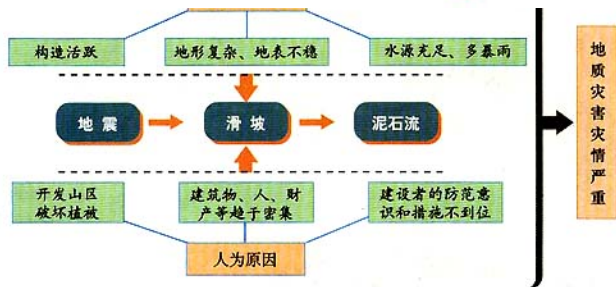 构造活跃
地形复杂、地表不稳
水源充足、多暴雨
地震
滑坡
泥石流
开发山区
破坏植被
建筑物、人、财
产等趋于密集
建设者的防范意
识和措施不到位
人为原因
地质灾害灾情严重